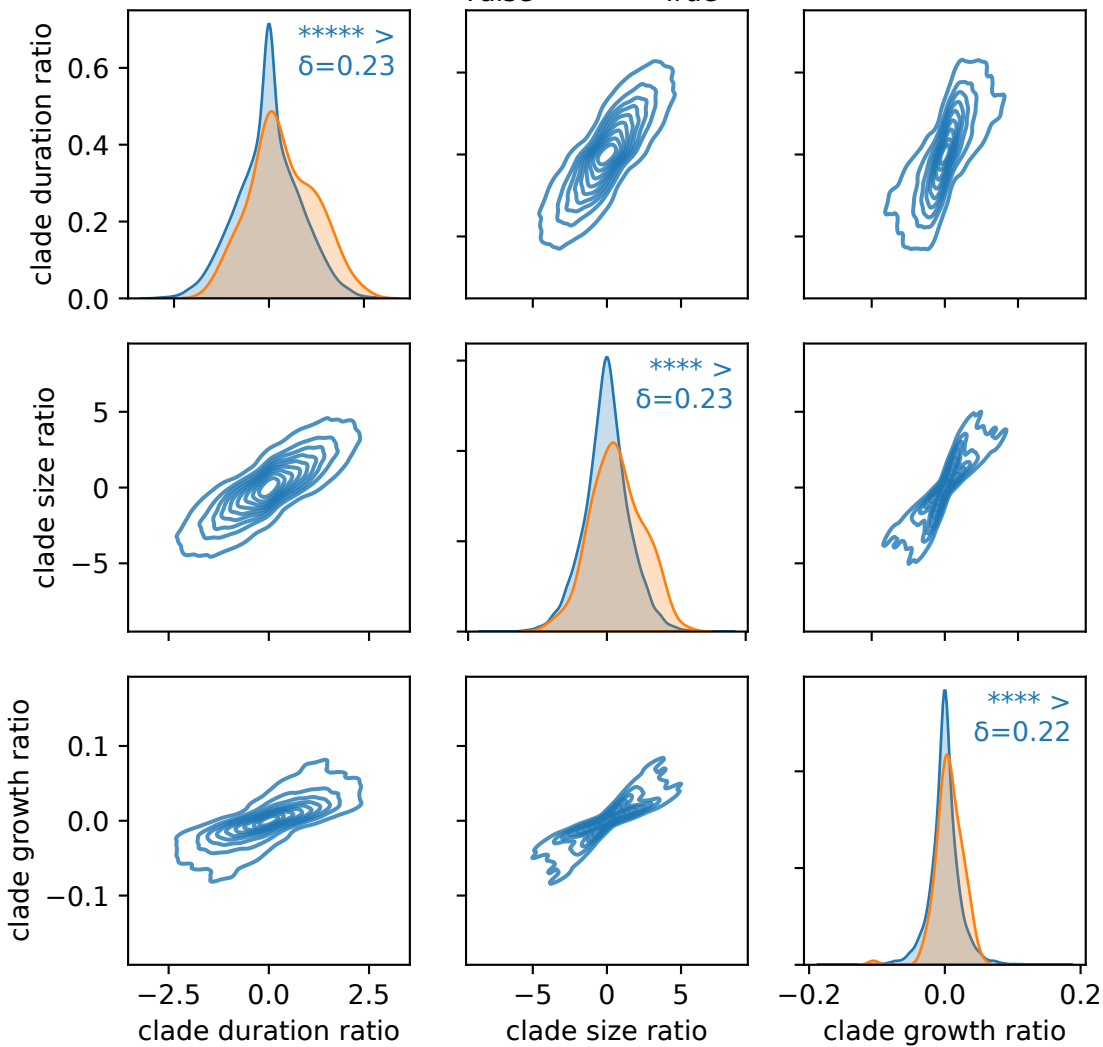 ***** >
δ=0.23
clade duration ratio
0.6
0.4
0.2
0.0
**** >
δ=0.23
clade size ratio
5
0
−5
**** >
δ=0.22
clade growth ratio
0.1
0.0
−0.1
−2.5 0.0 2.5
−5 0 5
−0.2 0.0 0.2
clade duration ratio
clade size ratio
clade growth ratio